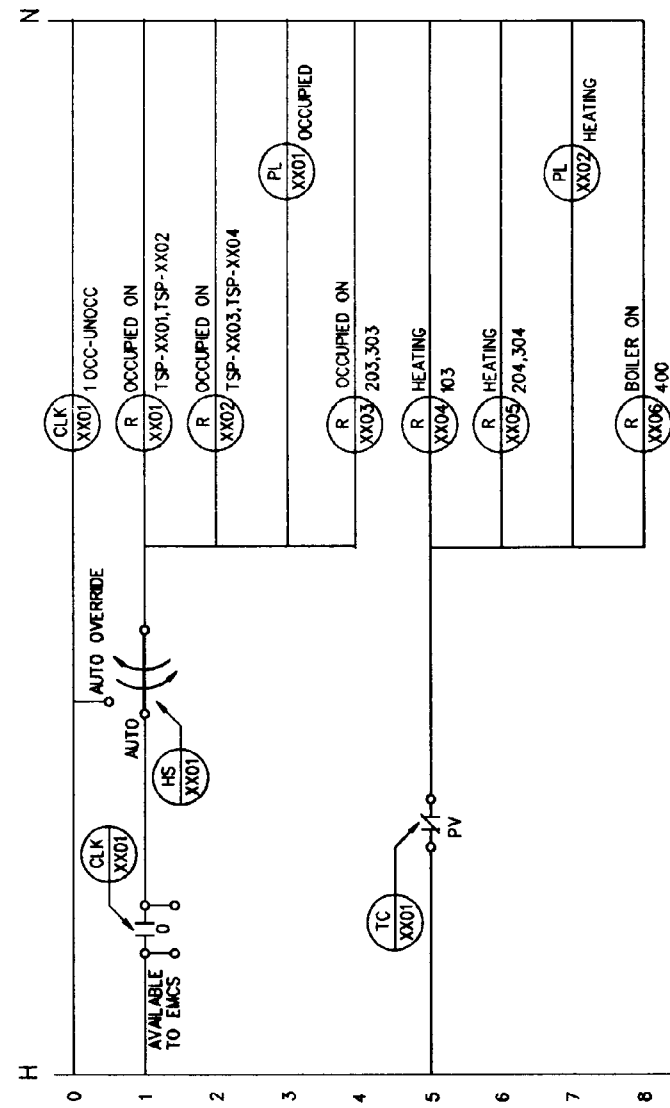 H
N
0
CLK
XX01
1 OCC-UNOCC
AUTO OVERRIDE
1
AVAILABLE
TO EMCS
0
CLK
XX01
AUTO
HS
XX01
R
XX01
OCCUPIED ON
TSP-XX01,TSP-XX02
2
R
XX02
OCCUPIED ON
TSP-XX03,TSP-XX04
3
PL
XX01
OCCUPIED
4
R
XX03
OCCUPIED ON
203,303
5
TC
XX01
PV
R
XX04
HEATING
103
6
R
XX05
HEATING
204,304
7
PL
XX02
HEATING
8
R
XX06
BOILER ON
400